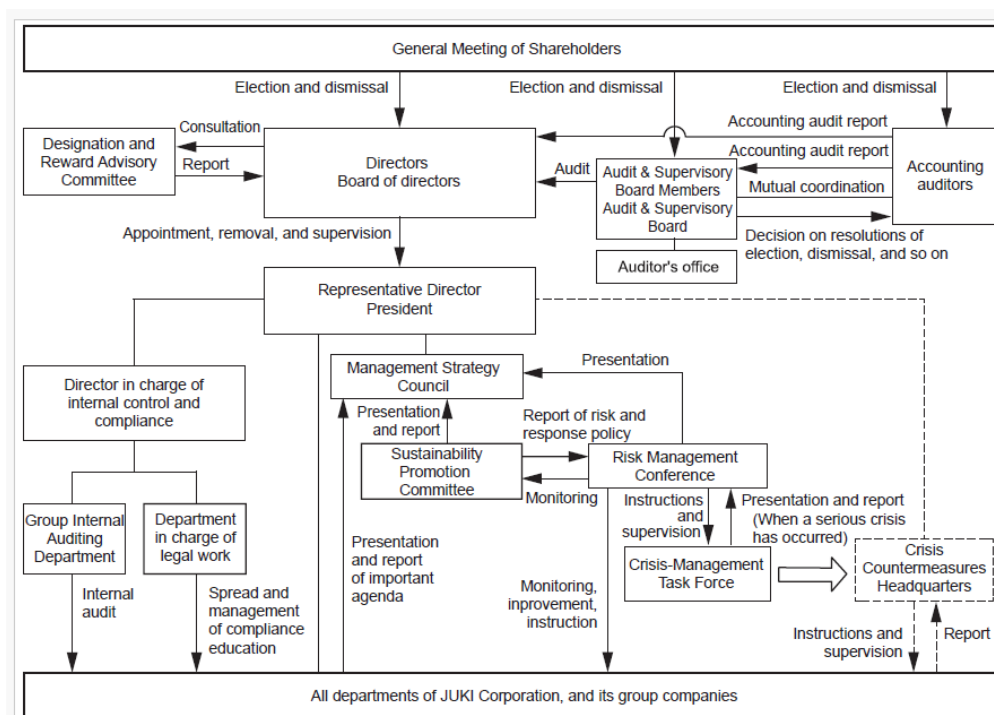 General Meeting of Shareholders
Election and dismissal
Election and dismissal
Election and dismissal
Consultation
Designation and
Reward Advisory
Committee
Report
Directors
Board of directors
Audit
Audit & Supervisory
Board Members
Audit & Supervisory
Board
Auditor's office
Accounting audit report
Accounting audit report
Mutual coordination
Decision on resolutions of
election, dismissal, and so on
Accounting
auditors
Appointment, removal, and supervision
Representative Director
President
Director in charge of
internal control and
compliance
Management Strategy
Council
Presentation
Presentation
and report
Report of risk and
response policy
Sustainability
Promotion
Committee
Monitoring
Risk Management
Conference
Group Internal
Auditing
Department
Department
in charge of
legal work
Presentation
and report
of important
agenda
Instructions
and
supervision
Presentation and report
(When a serious crisis
has occurred)
Crisis-Management
Task Force
Crisis
Countermeasures
Headquarters
Internal
audit
Spread and
management
of compliance
education
Monitoring,
inprovement,
instruction
Instructions and
supervision
Report
All departments of JUKI Corporation, and its group companies